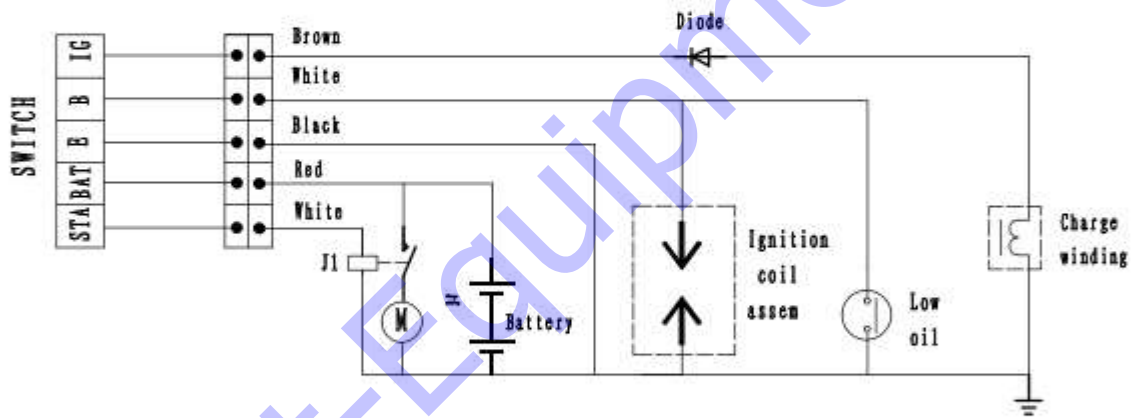 SWITCH
IG
B
E
BAT
STA
Brown
White
Black
Red
White
Diode
J1
M
Battery
Ignition
coil
assem
Low
oil
Charge
winding
t-Equipm